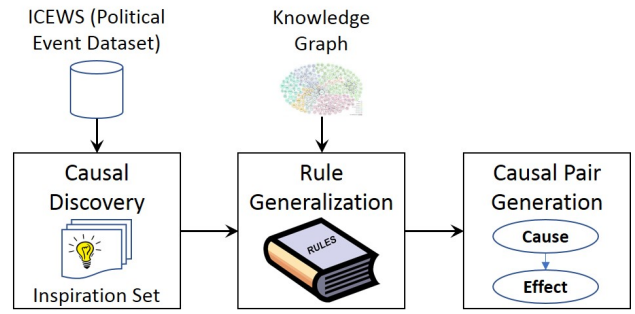 ICEWS (Political
Event Dataset)
Knowledge
Graph
Causal
Discovery
Inspiration Set
Rule
Generalization
RULES
Causal Pair
Generation
Cause
Effect